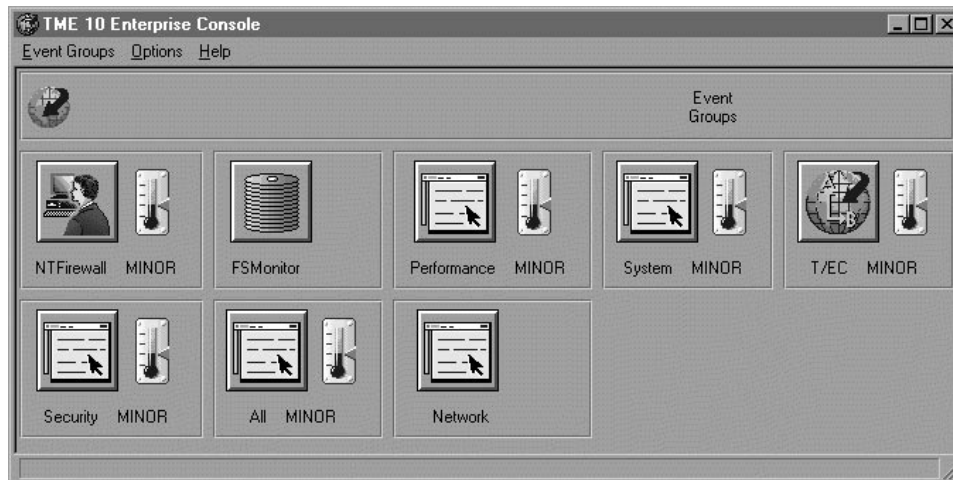 TME 10 Enterprise Console
Event Groups Options Help
Event
Groups
NTFirewall MINOR
FSMonitor
Performance MINOR
System MINOR
T/EC MINOR
Security MINOR
All MINOR
Network